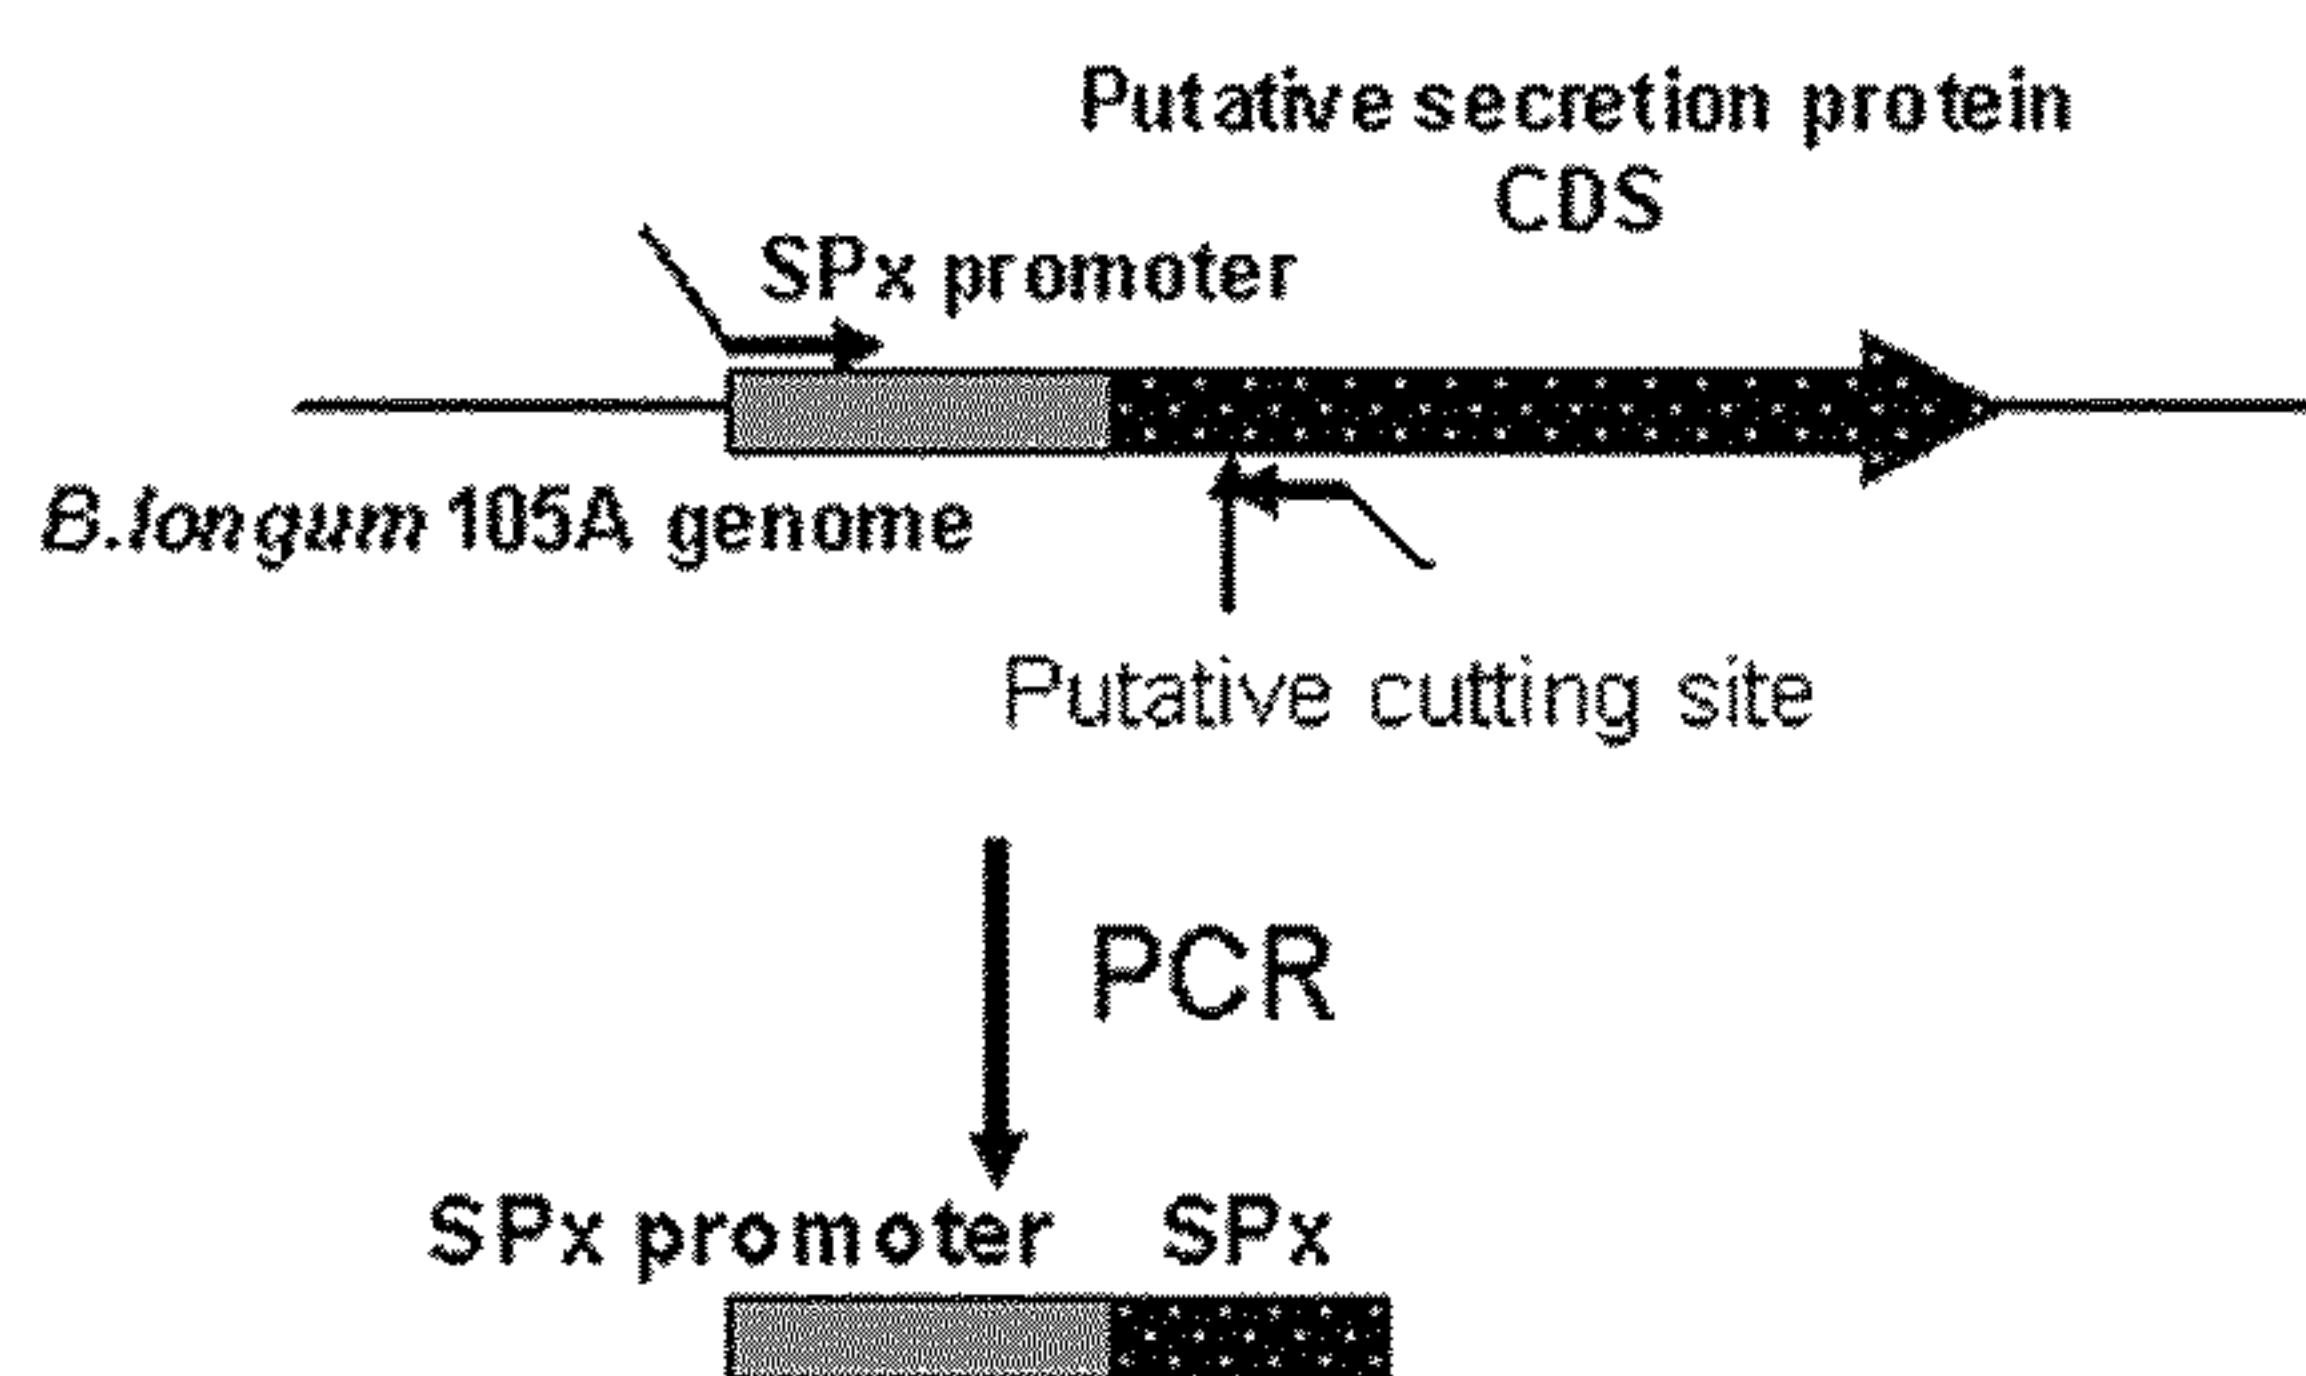 Putative secretion protein
CDS
SPx promoter
B.longum 105A genome
Putative cutting site
PCR
SPx promoter SPx